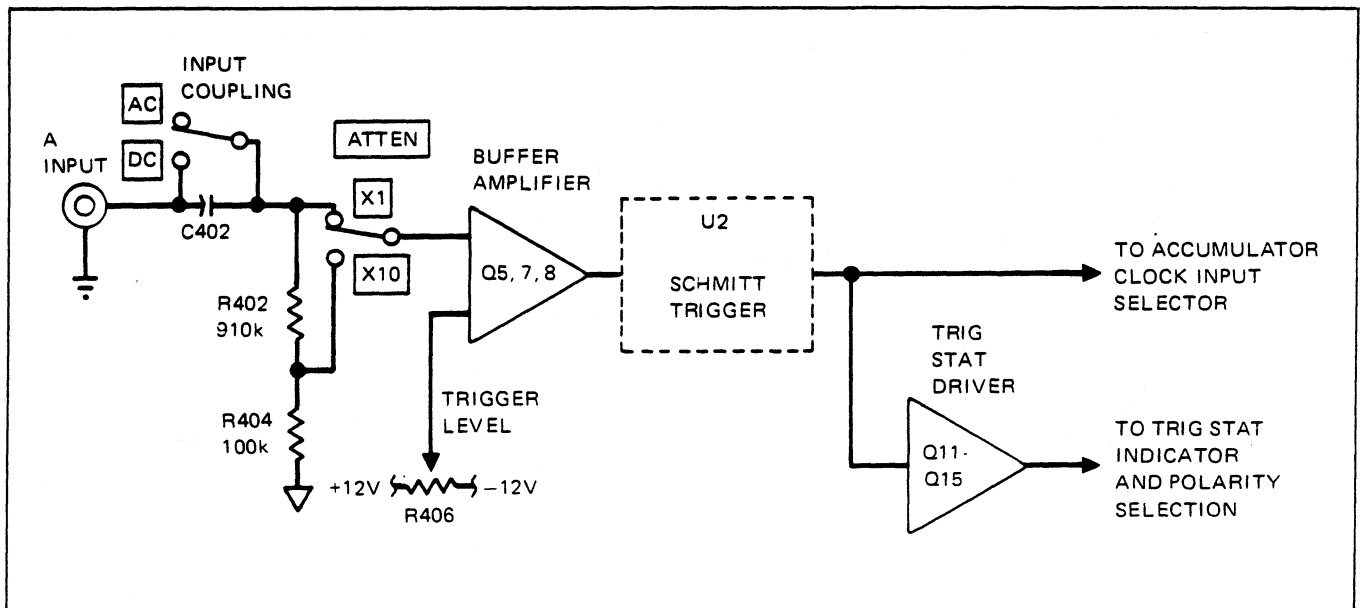 INPUT
COUPLING
AC
DC
A
INPUT
C402
ATTEN
X1
X10
R402
910k
R404
100k
BUFFER
AMPLIFIER
Q5, 7, 8
TRIGGER
LEVEL
+12V
-12V
R406
U2
SCHMITT
TRIGGER
TRIG
STAT
DRIVER
Q11-
Q15
TO ACCUMULATOR
CLOCK INPUT
SELECTOR
TO TRIG STAT
INDICATOR
AND POLARITY
SELECTION